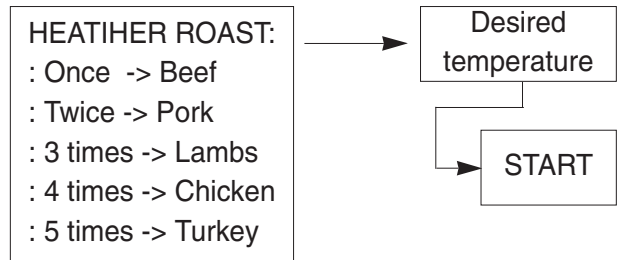 HEATIHER ROAST:
: Once -> Beef
: Twice -> Pork
: 3 times -> Lambs
: 4 times -> Chicken
: 5 times -> Turkey
Desired
temperature
START